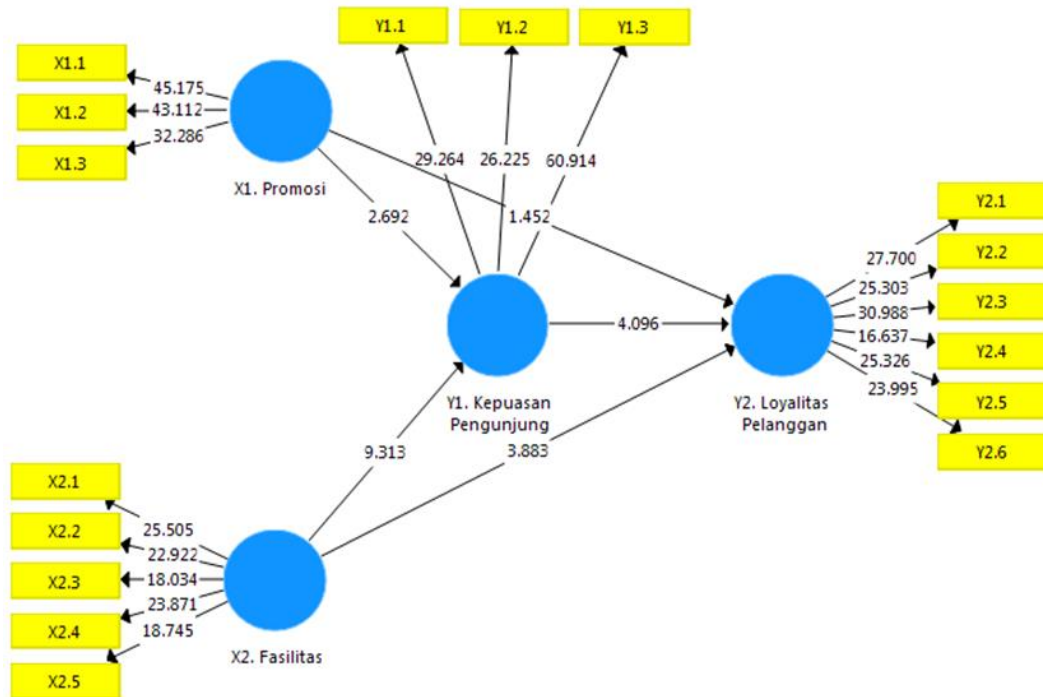 Y1.1
Y1.2
Y1.3
X1.1
X1.2
X1.3
45.175
43.112
32.286
X1. Promosi
29.264
26.225
60.914
2.692
1.452
Y2.1
Y2.2
Y2.3
Y2.4
Y2.5
Y2.6
27.700
25.303
30.988
16.637
25.326
23.995
4.096
Y1. Kepuasan
Pengunjung
Y2. Loyalitas
Pelanggan
9.313
3.883
X2.1
X2.2
X2.3
X2.4
X2.5
25.505
22.922
18.034
23.871
18.745
X2. Fasilitas